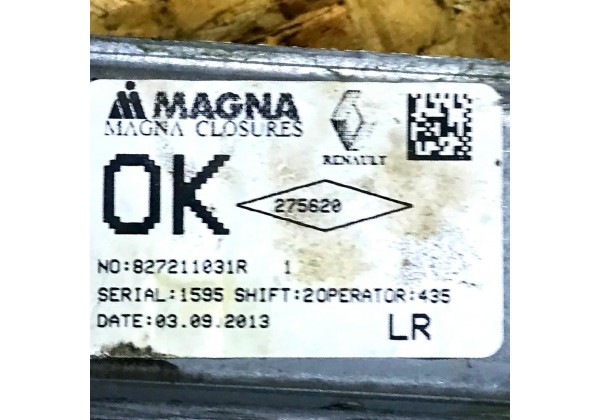 MAGNA
MAGNA CLOSURES
RENAULT
OK
275620
NO:827211031R 1
SERIAL:1595 SHIFT:2OPERATOR:435
DATE:03.09.2013 LR